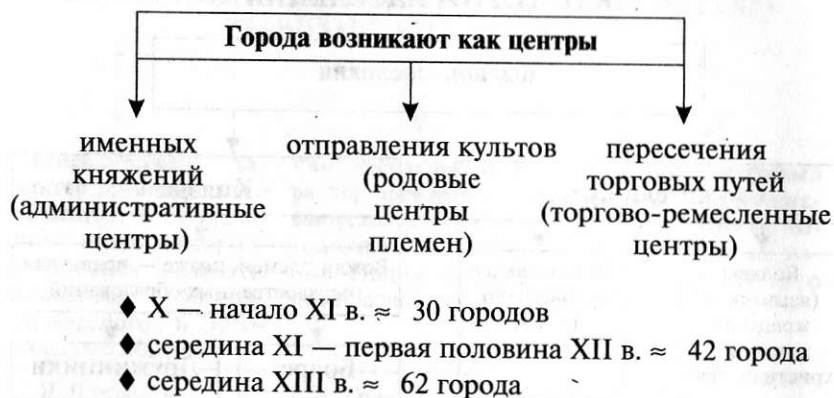 Города возникают как центры
именных
княжений
(административные
центры)
отправления культов
(родовые
центры
племен)
пересечения
торговых путей
(торгово-ремесленные
центры)
♦ X — начало XI в. ≈ 30 городов
♦ середина XI — первая половина XII в. ≈ 42 города
♦ середина XIII в. ≈ 62 города